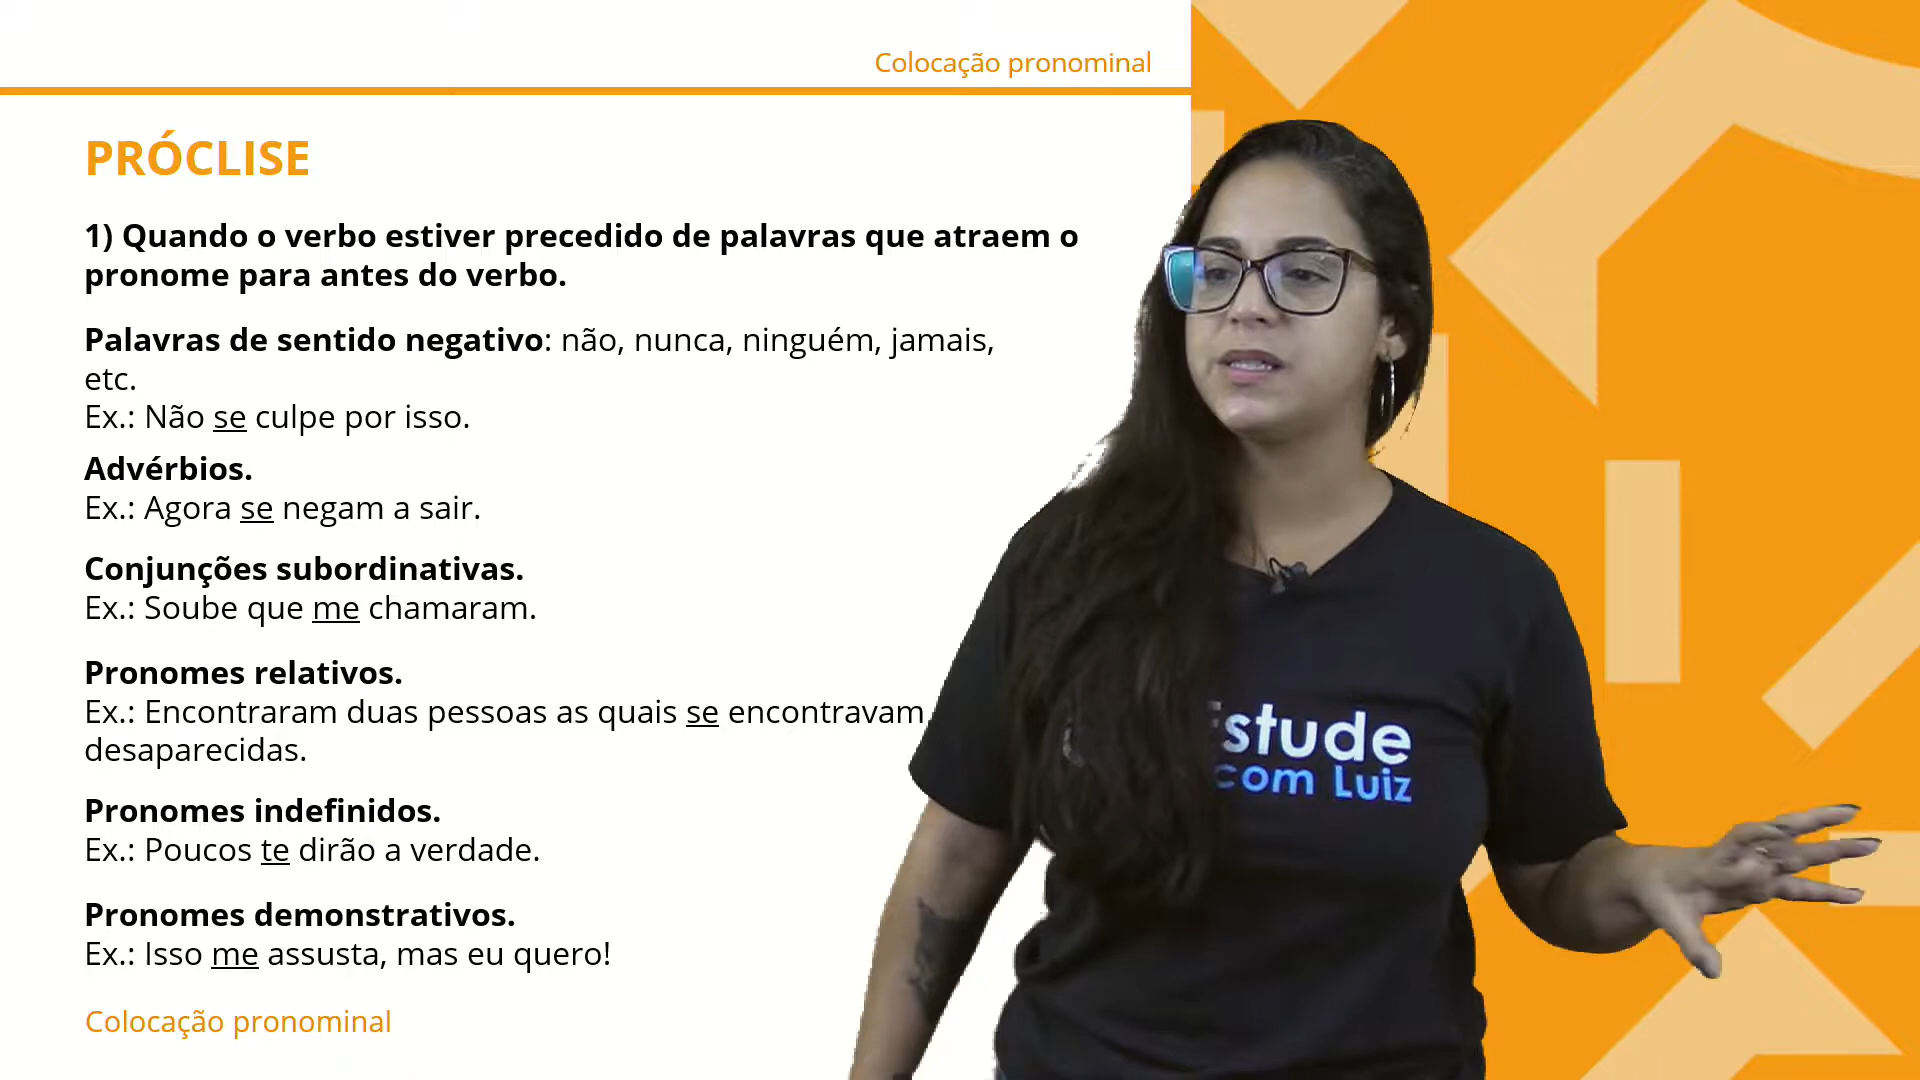 Colocação pronominal
PRÓCLISE
1) Quando o verbo estiver precedido de palavras que atraem o
pronome para antes do verbo.
Palavras de sentido negativo: não, nunca, ninguém, jamais,
etc.
Ex.: Não se culpe por isso.
Advérbios.
Ex.: Agora se negam a sair.
Conjunções subordinativas.
Ex.: Soube que me chamaram.
Pronomes relativos.
Ex.: Encontraram duas pessoas as quais se encontravam
desaparecidas.
Pronomes indefinidos.
Ex.: Poucos te dirão a verdade.
Pronomes demonstrativos.
Ex.: Isso me assusta, mas eu quero!
Colocação pronominal
Estude
com Luiz